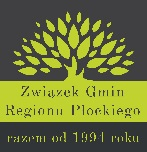 Związek Gmin
Regionu Płockiego
razem od 1994 roku